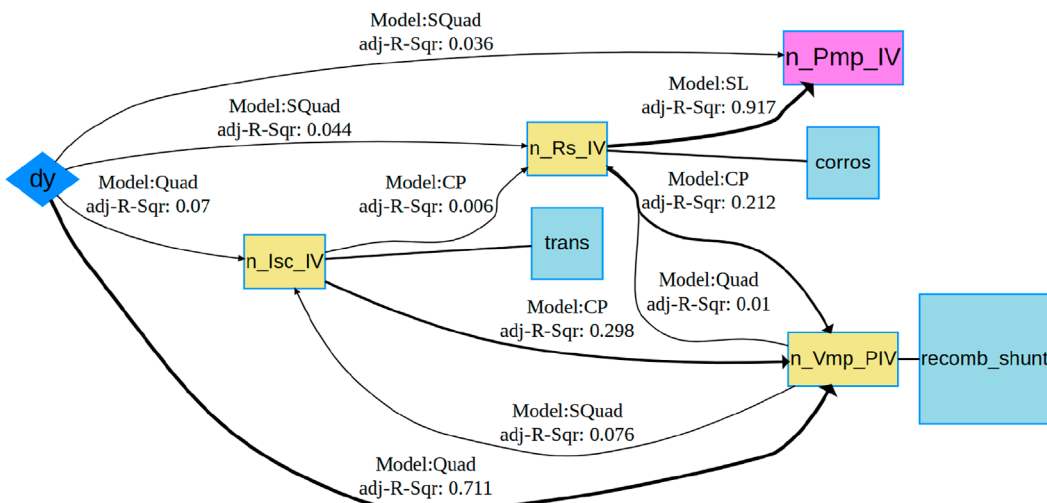 Model:SQuad
adj-R-Sqr: 0.036
n_Pmp_IV
Model:SL
adj-R-Sqr: 0.917
Model:SQuad
adj-R-Sqr: 0.044
n_Rs_IV
corros
dy
Model:Quad
adj-R-Sqr: 0.07
Model:CP
adj-R-Sqr: 0.006
Model:CP
adj-R-Sqr: 0.212
n_Isc_IV
trans
Model:Quad
adj-R-Sqr: 0.01
Model:CP
adj-R-Sqr: 0.298
n_Vmp_PIV
recomb_shunt
Model:SQuad
adj-R-Sqr: 0.076
Model:Quad
adj-R-Sqr: 0.711